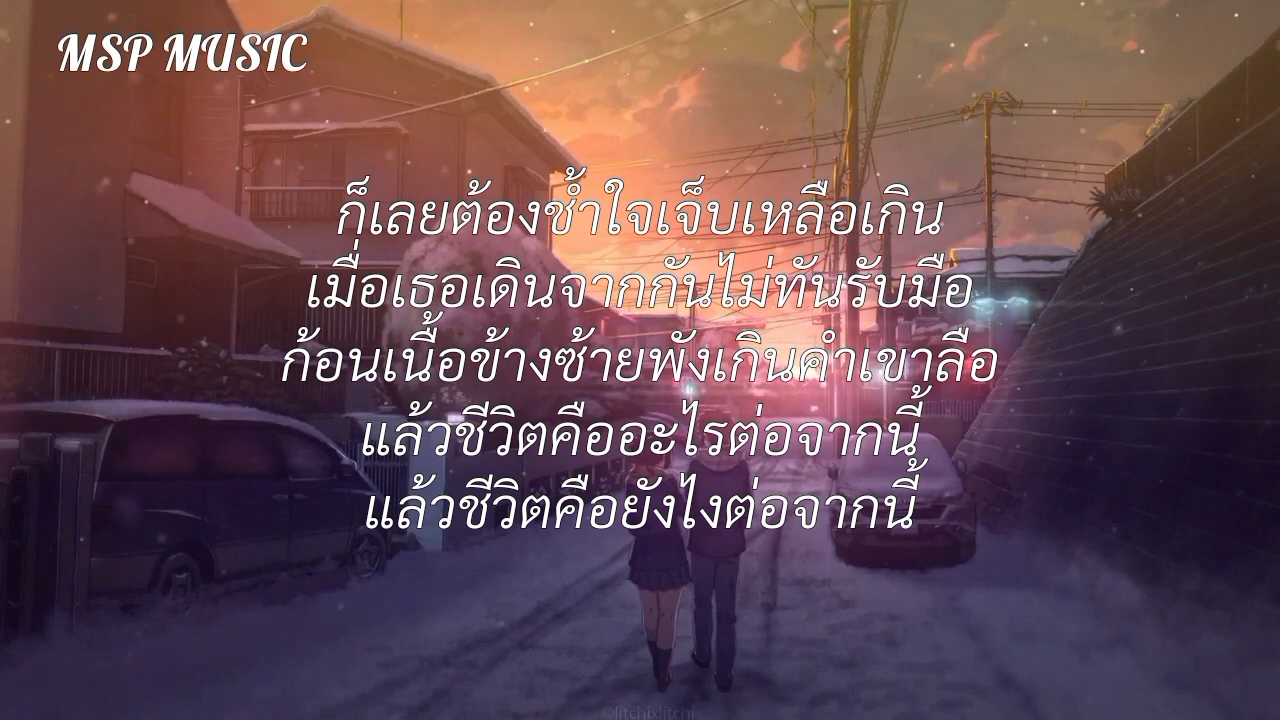 MSP MUSIC
ก็เลยต้องช้ำใจเจ็บเหลือเกิน
เมื่อเธอเดินจากกันไม่ทันรับมือ
ก้อนเนื้อข้างซ้ายพังเกินคำเขาลือ
แล้วชีวิตคืออะไรต่อจากนี้
แล้วชีวิตคือยังไงต่อจากนี้
©litchixlitchi